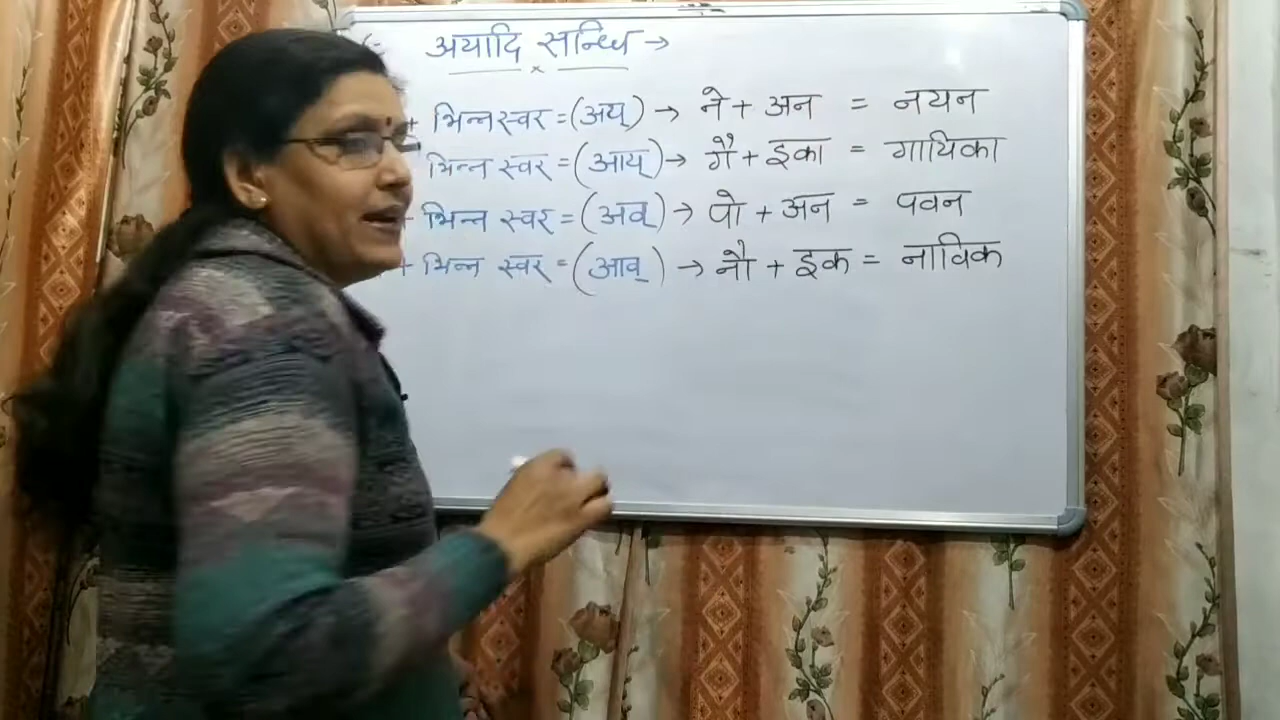 अयादि सन्धि →
+ भिन्न स्वर = (अय्) → ने + अन = नयन
भिन्न स्वर = (आय्) → गै + इका = गायिका
+ भिन्न स्वर = (अव्) → पो + अन = पवन
+ भिन्न स्वर = (आव्) → नौ + इक = नाविक